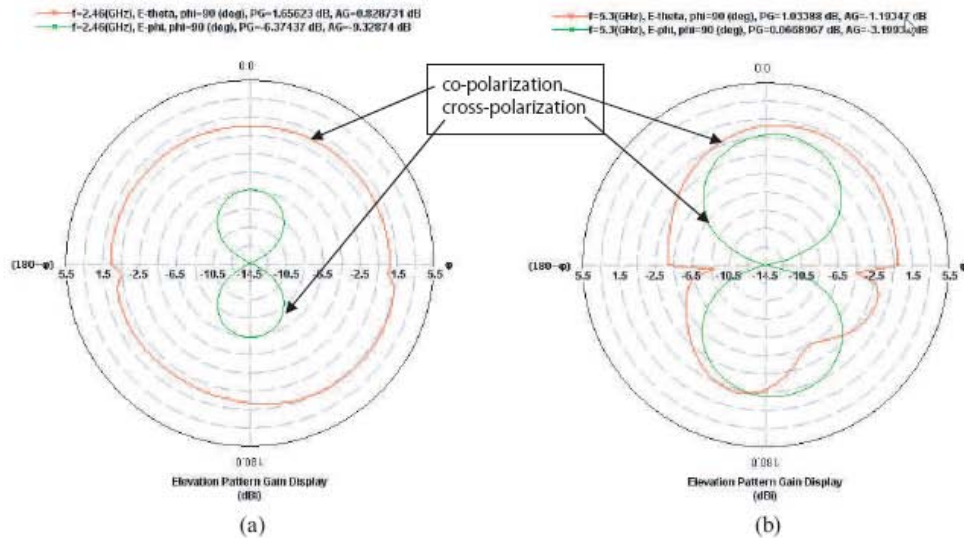 f=2.46(GHz), E-theta, phi=90 (deg), PG=1.65623 dB, AG=0.828731 dB
f=2.46(GHz), E-phi, phi=90 (deg), PG=-6.37437 dB, AG=-9.32874 dB
f=5.3(GHz), E-theta, phi=90 (deg), PG=1.03388 dB, AG=-1.19347 dB
f=5.3(GHz), E-phi, phi=90 (deg), PG=0.0668967 dB, AG=-3.1993 dB
co-polarization
cross-polarization
0.0
0.0
(180-φ)
φ
5.5 1.5 -2.5 -6.5 -10.5 -14.5 -10.5 -6.5 -2.5 1.5 5.5
(180-φ)
φ
5.5 1.5 -2.5 -6.5 -10.5 -14.5 -10.5 -6.5 -2.5 1.5 5.5
180.0
180.0
Elevation Pattern Gain Display
(dBi)
Elevation Pattern Gain Display
(dBi)
(a)
(b)